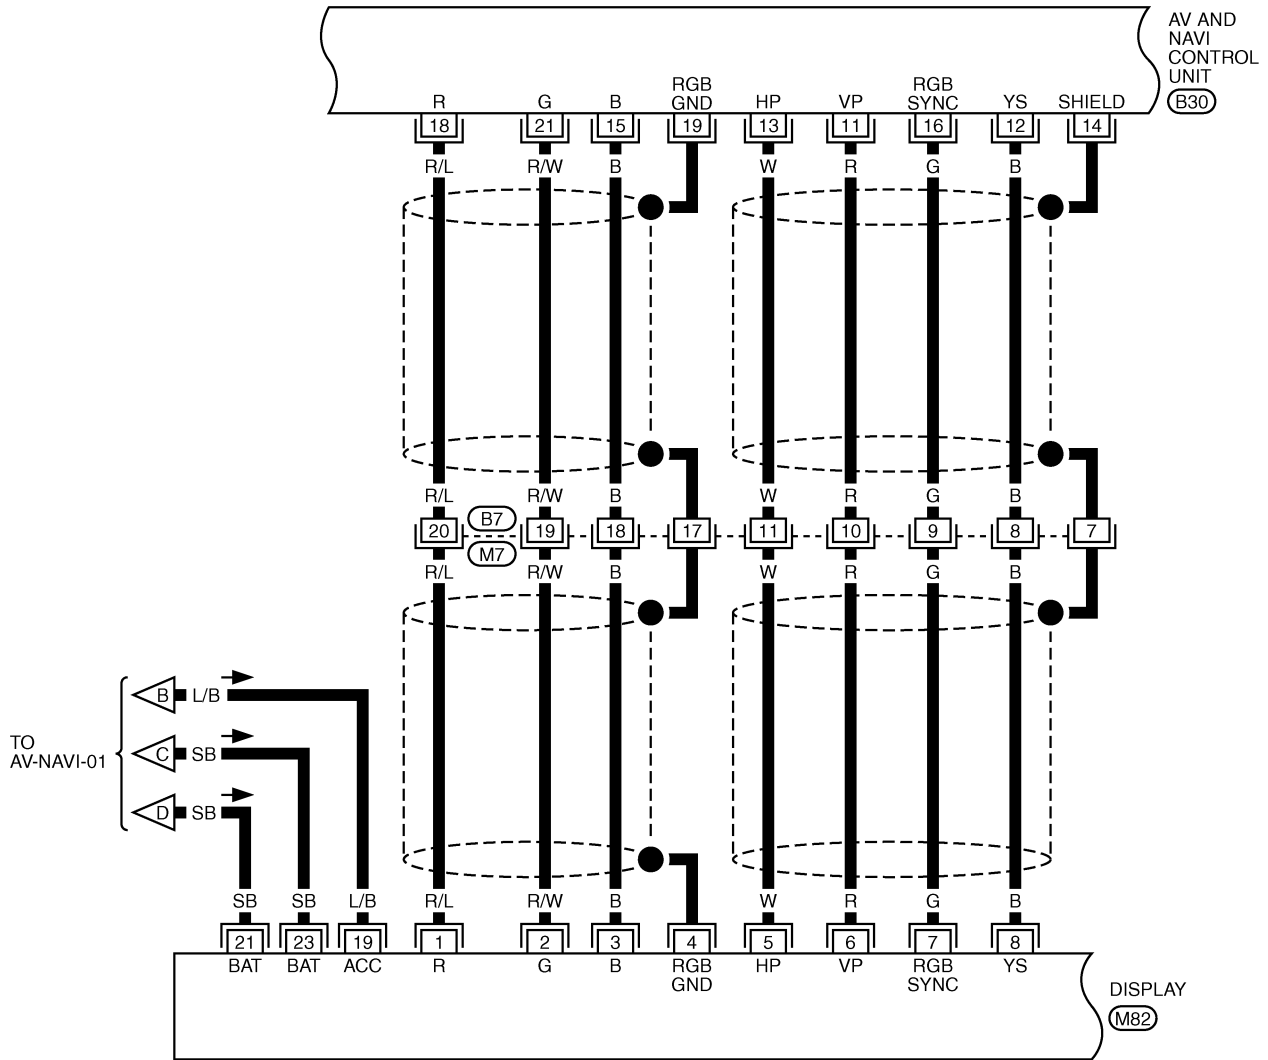 AV AND
NAVI
CONTROL
UNIT
B30
R G B RGB GND HP VP RGB SYNC YS SHIELD
18 21 15 19 13 11 16 12 14
R/L R/W B W R G B
R/L R/W B W R G B
B7
20 19 18 17 11 10 9 8 7
M7
R/L R/W B W R G B
TO
AV-NAVI-01
B L/B
C SB
D SB
SB SB L/B R/L R/W B W R G B
21 23 19 1 2 3 4 5 6 7 8
BAT BAT ACC R G B RGB GND HP VP RGB SYNC YS
DISPLAY
M82